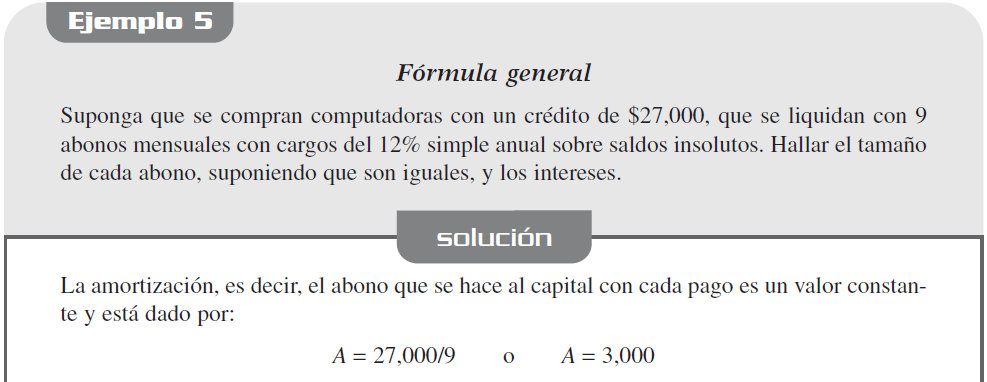 Ejemplo 5
Fórmula general
Suponga que se compran computadoras con un crédito de $27,000, que se liquidan con 9
abonos mensuales con cargos del 12% simple anual sobre saldos insolutos. Hallar el tamaño
de cada abono, suponiendo que son iguales, y los intereses.
solución
La amortización, es decir, el abono que se hace al capital con cada pago es un valor constan-
te y está dado por:
A = 27,000/9 o A = 3,000